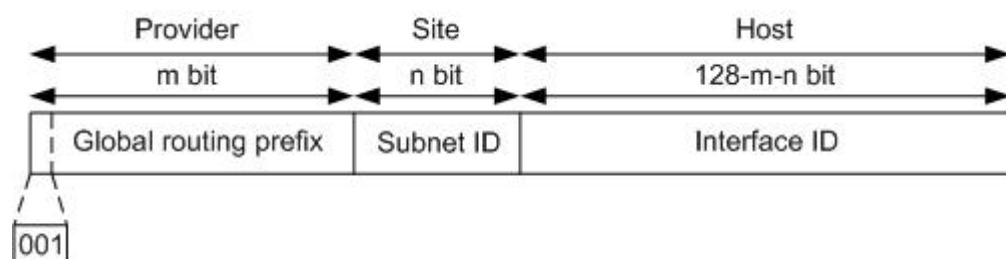 Provider Site Host
m bit n bit 128-m-n bit
Global routing prefix Subnet ID Interface ID
001